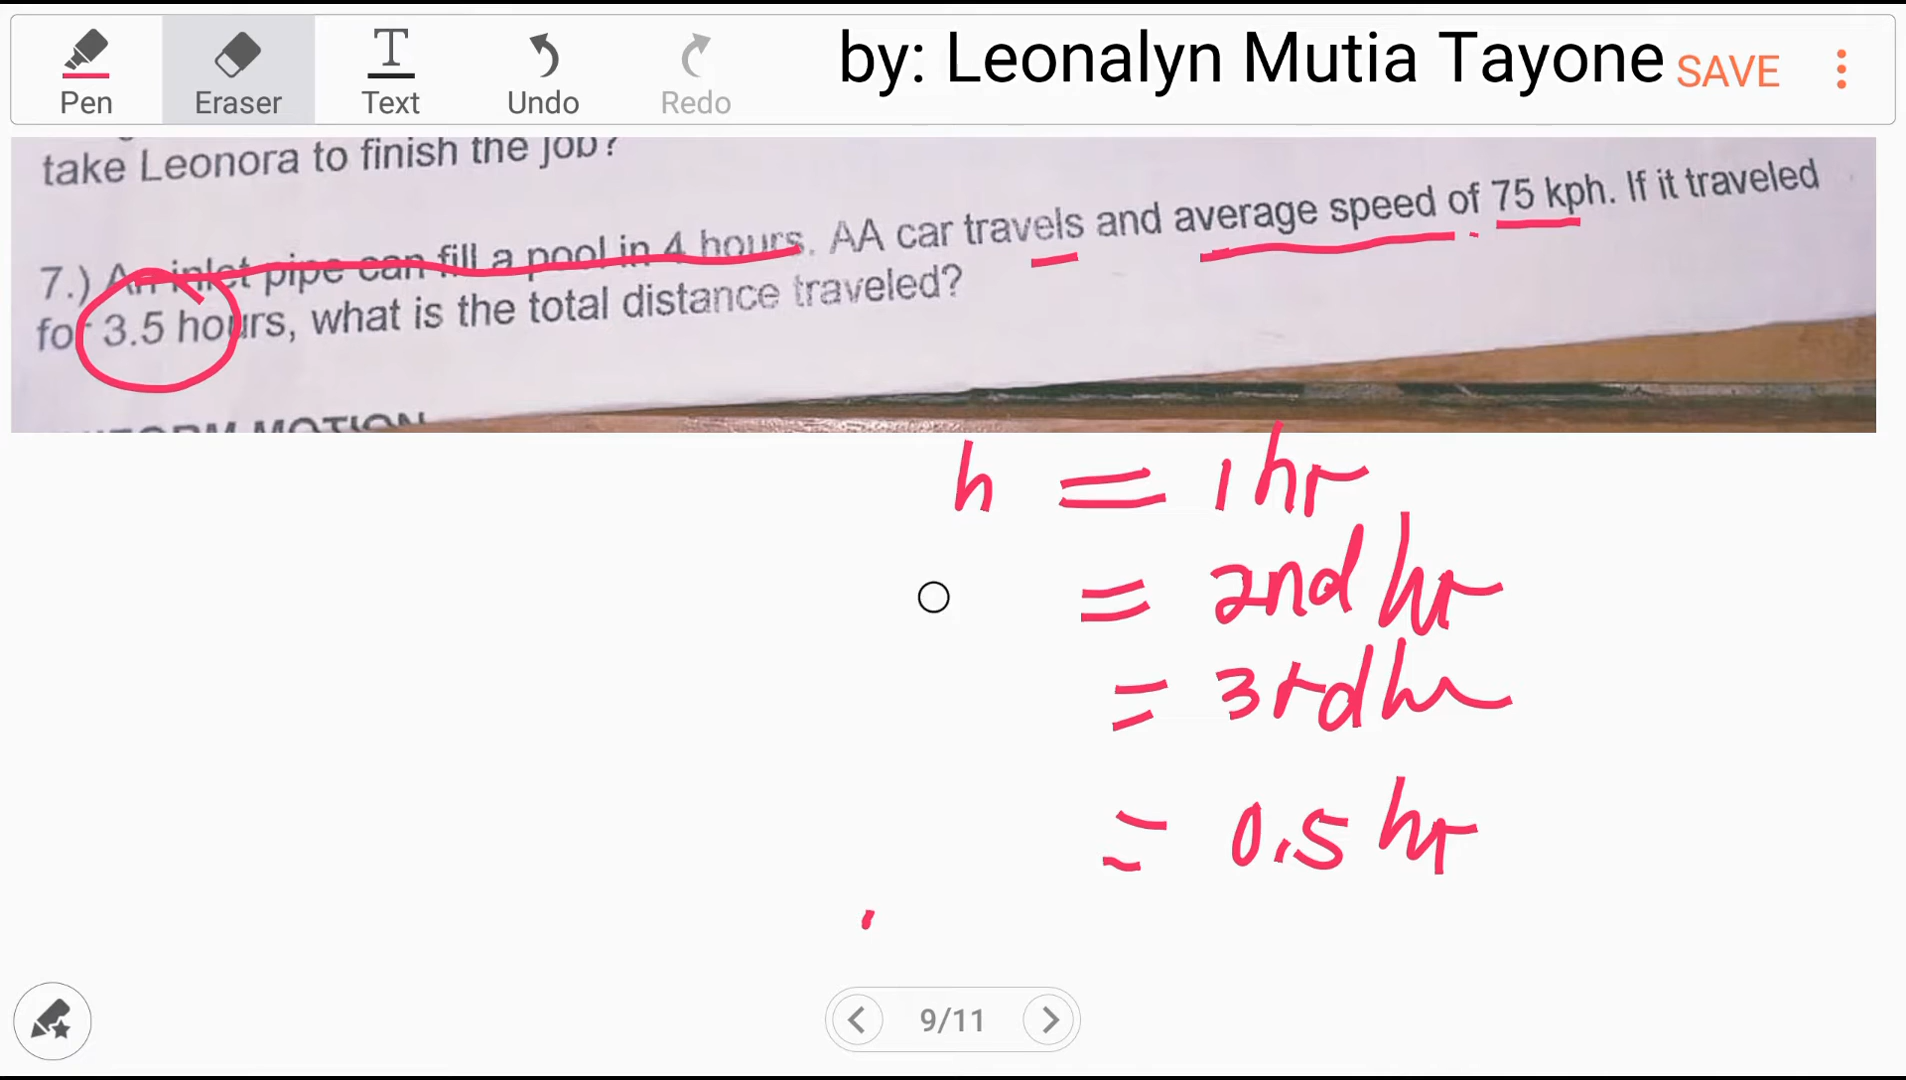 Pen
Eraser
Text
Undo
Redo
by: Leonalyn Mutia Tayone
SAVE
take Leonora to finish the job?
7.) An inlet pipe can fill a pool in 4 hours. AA car travels and average speed of 75 kph. If it traveled
for 3.5 hours, what is the total distance traveled?
MOTION
h = 1 hr
= 2nd hr
= 3rd hr
= 0.5 hr
9/11